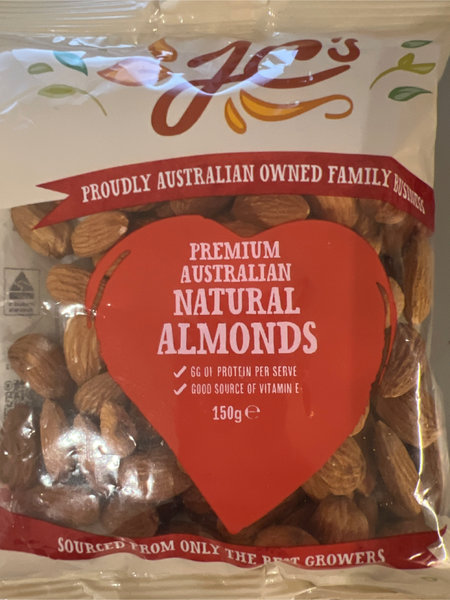 JC's
PROUDLY AUSTRALIAN OWNED FAMILY BUSINESS
PREMIUM
AUSTRALIAN
NATURAL
ALMONDS
✓ 6G OF PROTEIN PER SERVE
✓ GOOD SOURCE OF VITAMIN E
150g ℮
SOURCED FROM ONLY THE BEST GROWERS